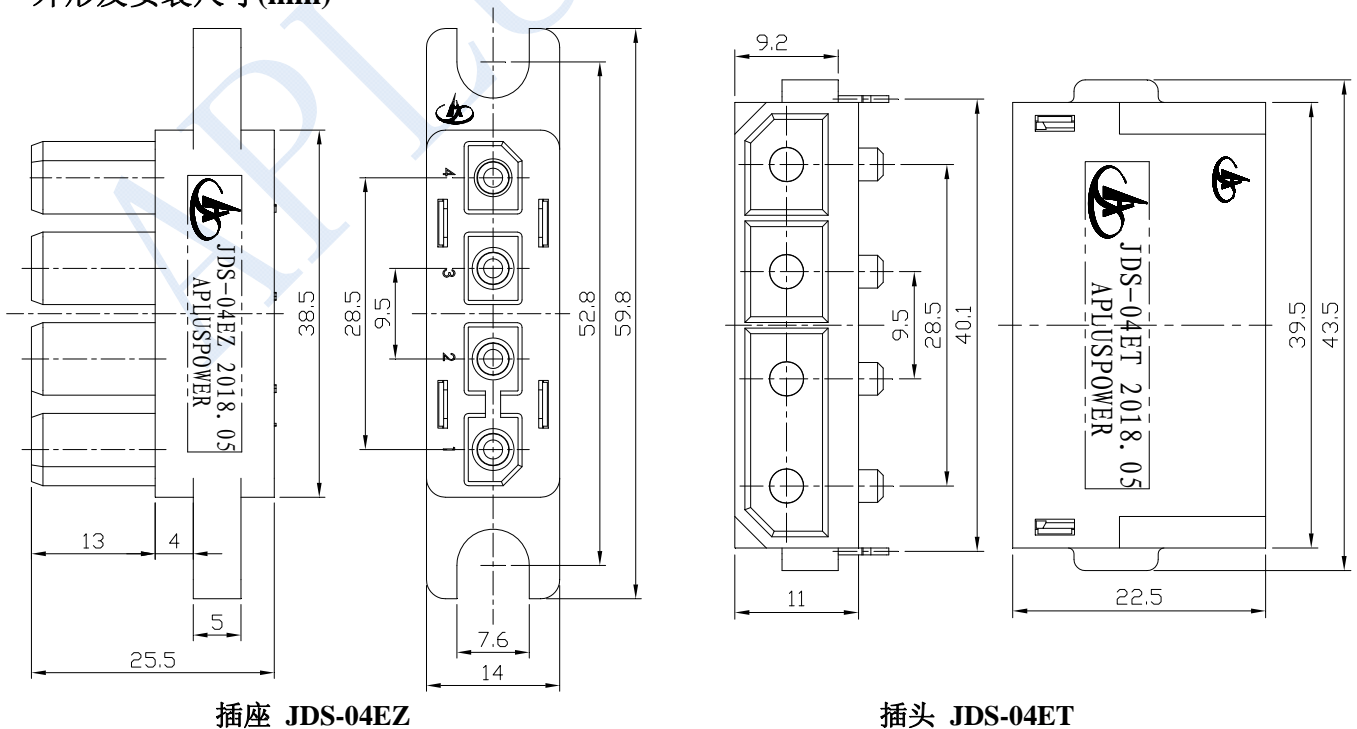 外形及安装尺寸(mm)
APLUS
JDS-04EZ 2018.05
APLUSPOWER
38.5
13
4
5
25.5
4
3
2
1
28.5
9.5
52.8
59.8
7.6
14
插座 JDS-04EZ
9.2
9.5
28.5
40.1
11
JDS-04ET 2018.05
APLUSPOWER
39.5
43.5
22.5
插头 JDS-04ET